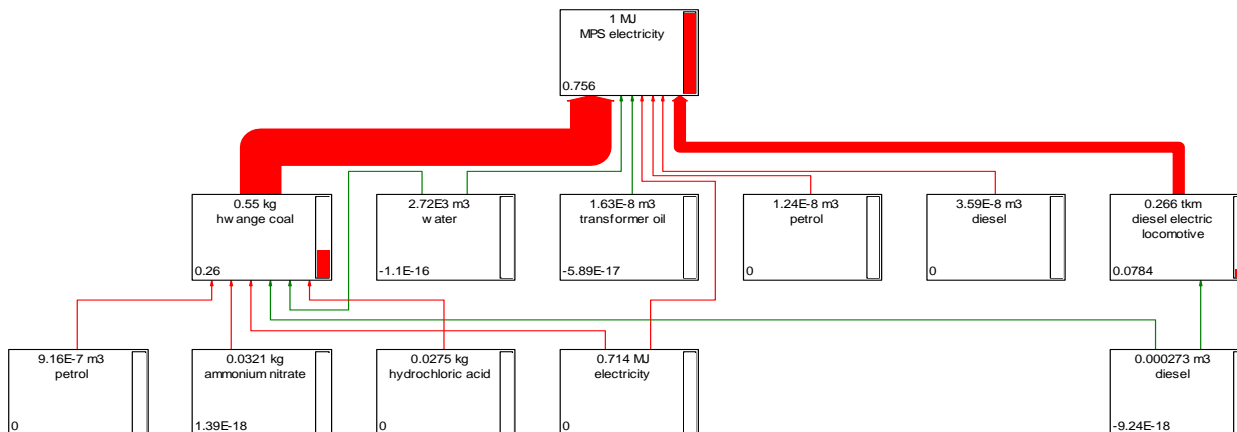 1 MJ
MPS electricity
0.756
0.55 kg
hwange coal
0.26
2.72E3 m3
water
-1.1E-16
1.63E-8 m3
transformer oil
-5.89E-17
1.24E-8 m3
petrol
0
3.59E-8 m3
diesel
0
0.266 tkm
diesel electric
locomotive
0.0784
9.16E-7 m3
petrol
0
0.0321 kg
ammonium nitrate
1.39E-18
0.0275 kg
hydrochloric acid
0
0.714 MJ
electricity
0
0.000273 m3
diesel
-9.24E-18